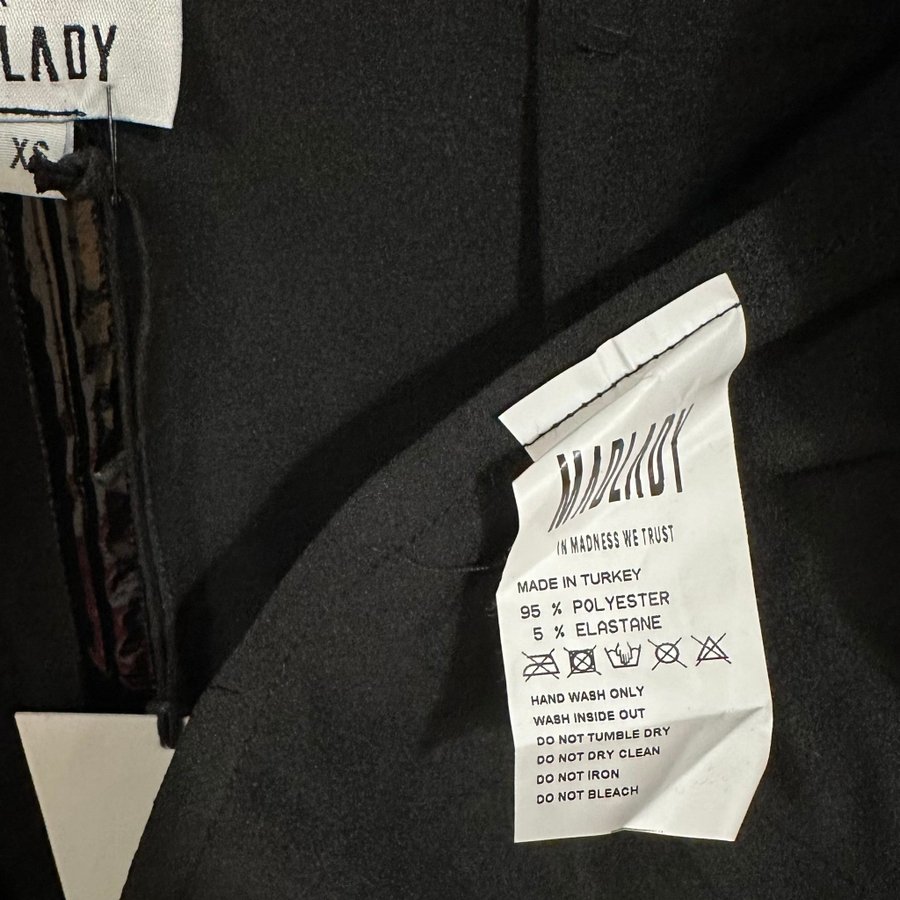 LADY
XS
MADLADY
IN MADNESS WE TRUST
MADE IN TURKEY
95 % POLYESTER
5 % ELASTANE
HAND WASH ONLY
WASH INSIDE OUT
DO NOT TUMBLE DRY
DO NOT DRY CLEAN
DO NOT IRON
DO NOT BLEACH